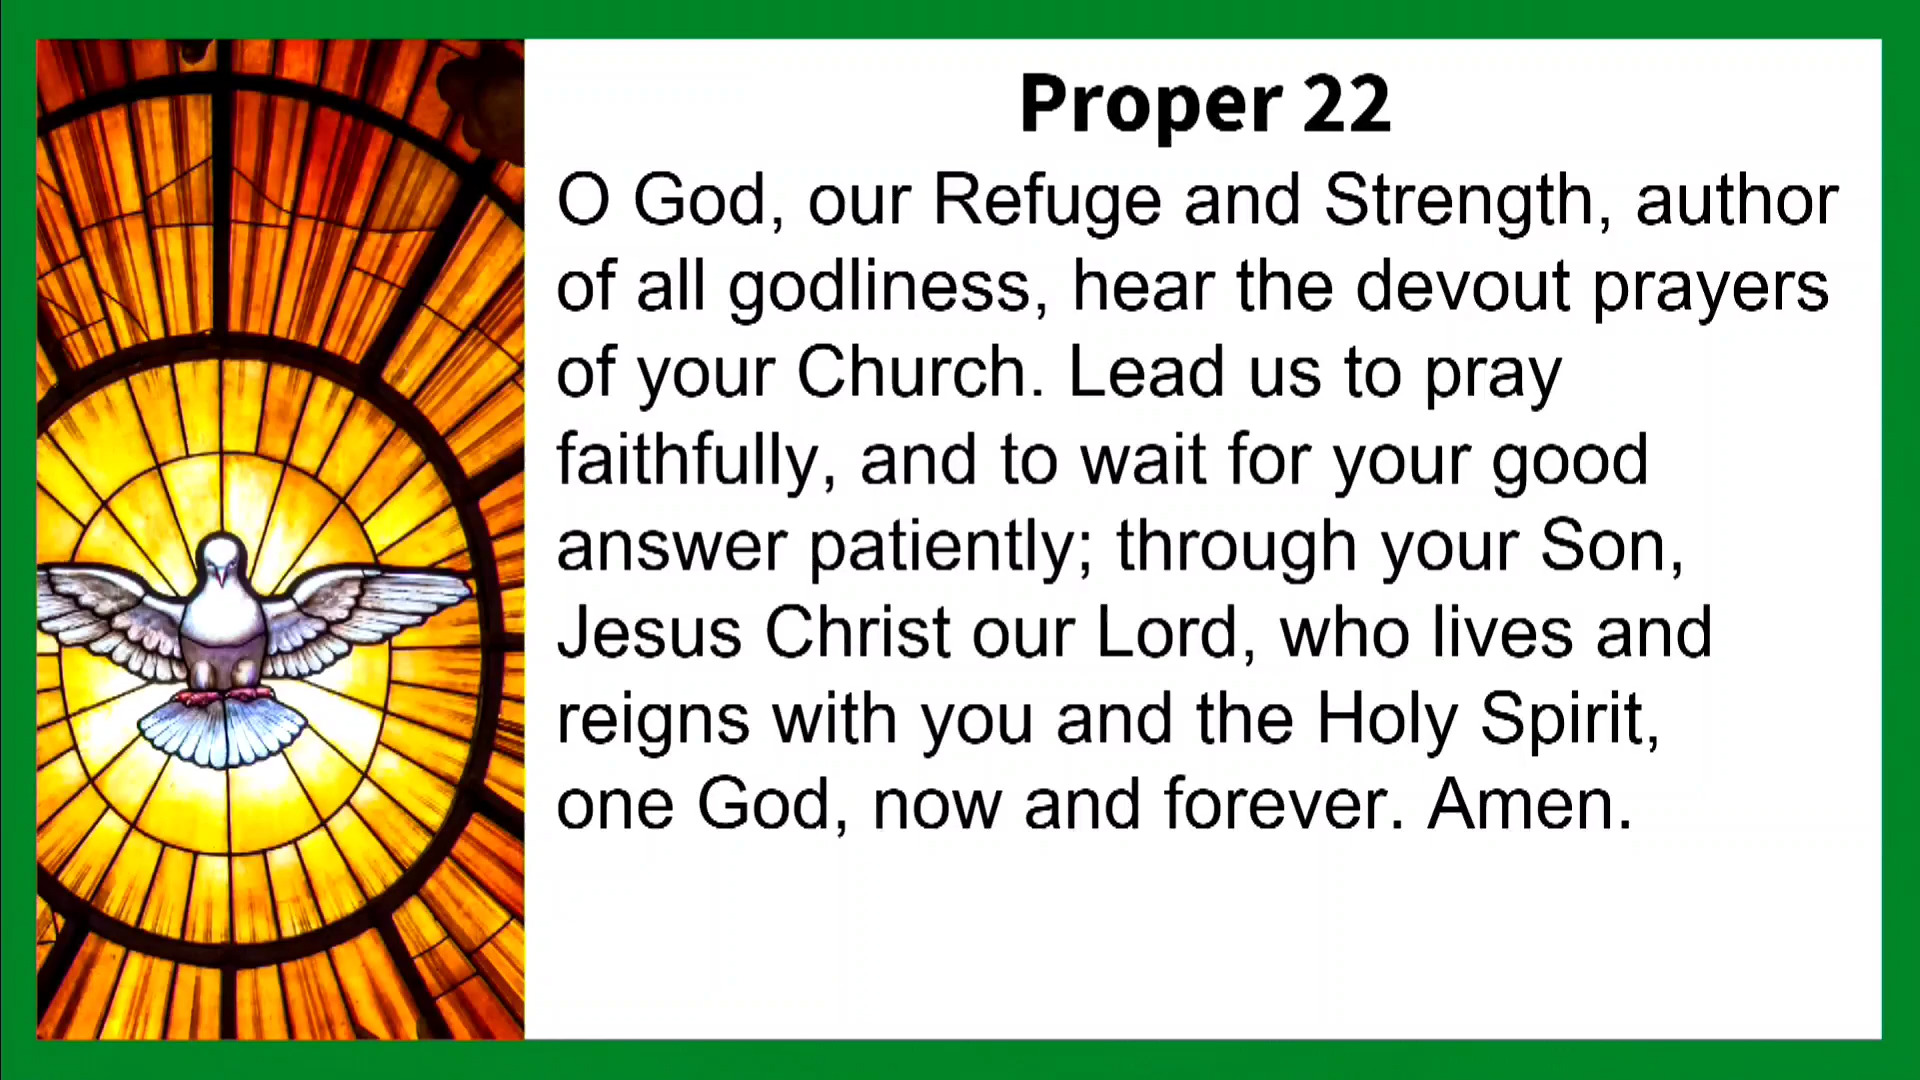 Proper 22
O God, our Refuge and Strength, author
of all godliness, hear the devout prayers
of your Church. Lead us to pray
faithfully, and to wait for your good
answer patiently; through your Son,
Jesus Christ our Lord, who lives and
reigns with you and the Holy Spirit,
one God, now and forever. Amen.